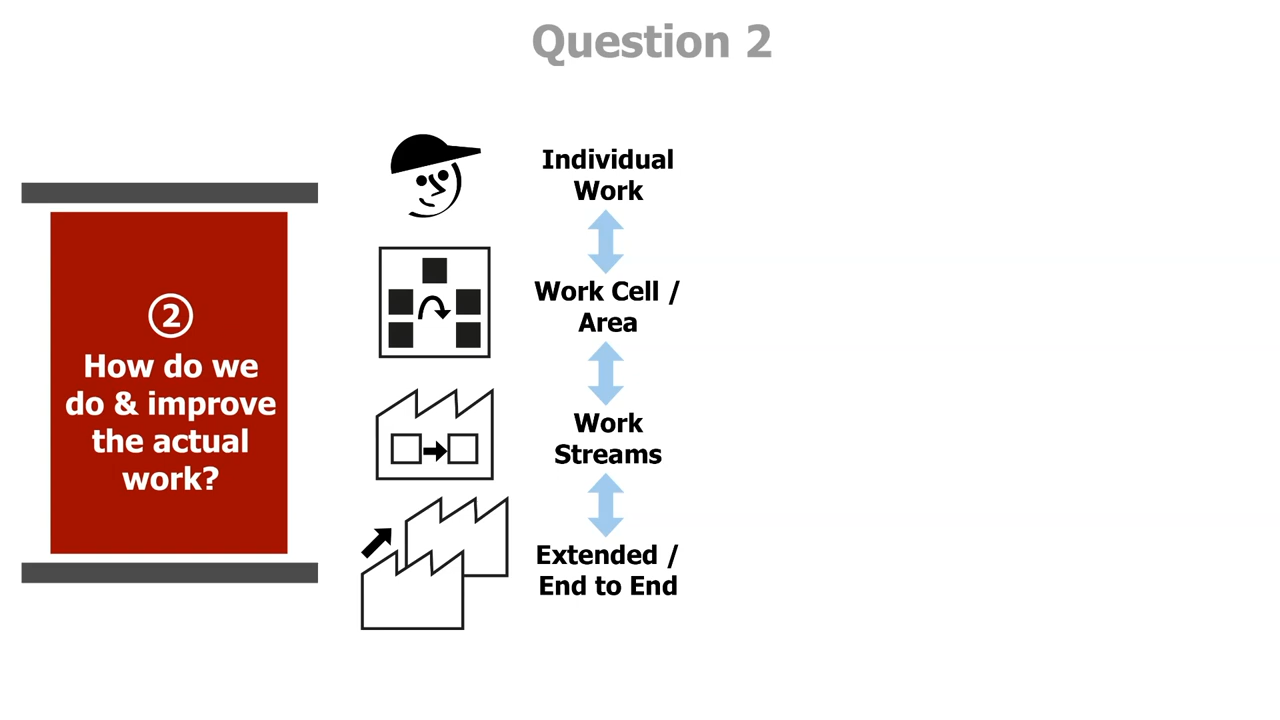 Question 2
2
How do we
do & improve
the actual
work?
Individual
Work
Work Cell /
Area
Work
Streams
Extended /
End to End